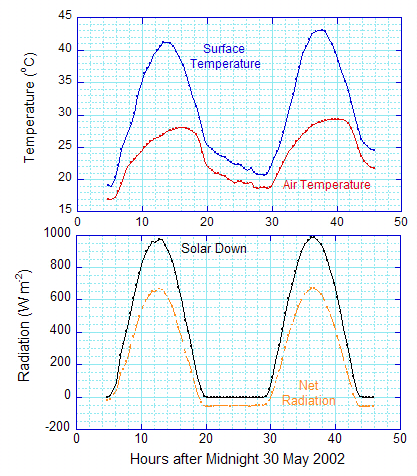 45
40
35
30
25
20
15
Temperature (°C)
Surface
Temperature
Air Temperature
0
10
20
30
40
50
1000
800
600
400
200
0
-200
Radiation (W m-2)
Solar Down
Net
Radiation
0
10
20
30
40
50
Hours after Midnight 30 May 2002